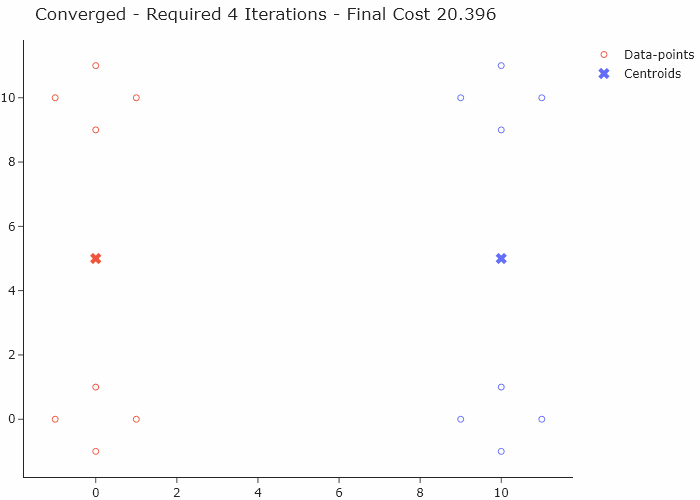 Converged - Required 4 Iterations - Final Cost 20.396
Data-points
Centroids
10
8
6
4
2
0
0 2 4 6 8 10